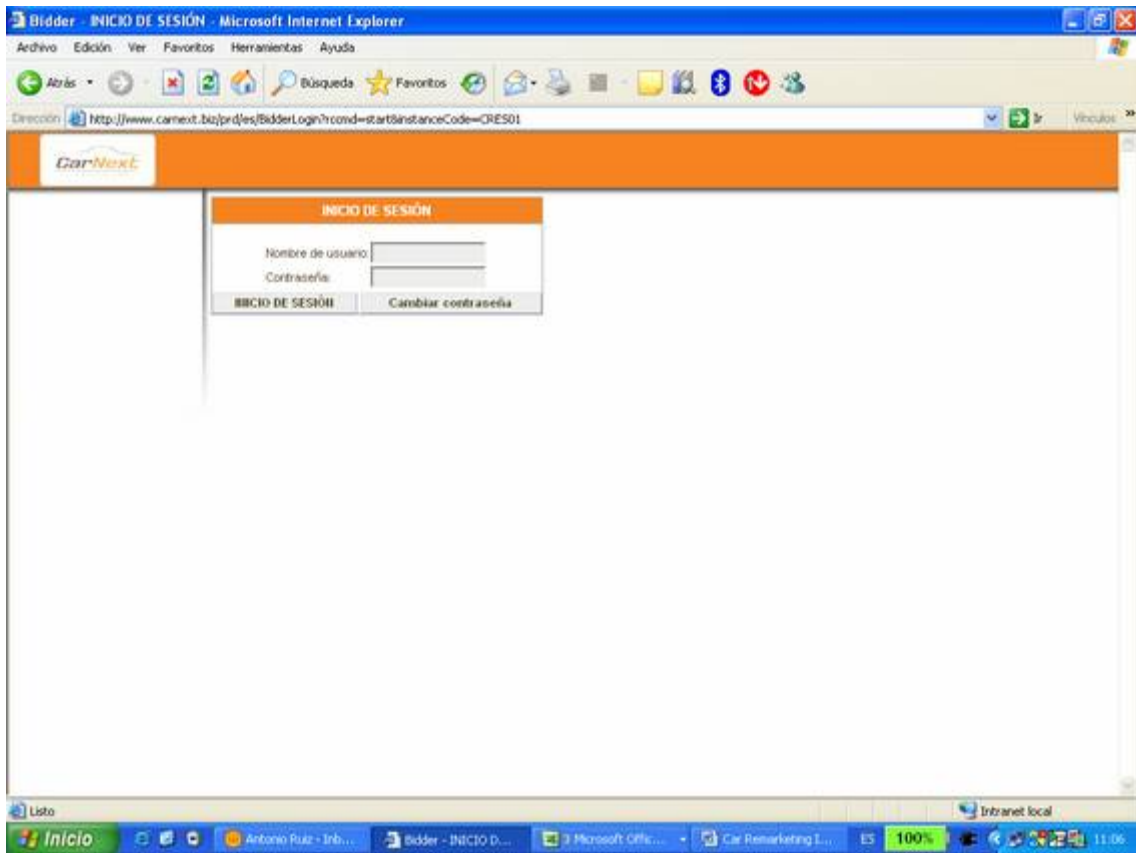 Bidder - INICIO DE SESIÓN - Microsoft Internet Explorer
Archivo Edición Ver Favoritos Herramientas Ayuda
Atrás Búsqueda Favoritos
Dirección http://www.carnext.biz/prd/es/BidderLogin?rcomd=start&instanceCode=CRES01 Ir Vínculos »
CarNext
INICIO DE SESIÓN
Nombre de usuario:
Contraseña:
INICIO DE SESIÓN Cambiar contraseña
Listo Intranet local
Inicio Antonio Ruiz - Inb... Bidder - INICIO D... 3 Microsoft Offic... Car Remarketing I... ES 100% 11:06